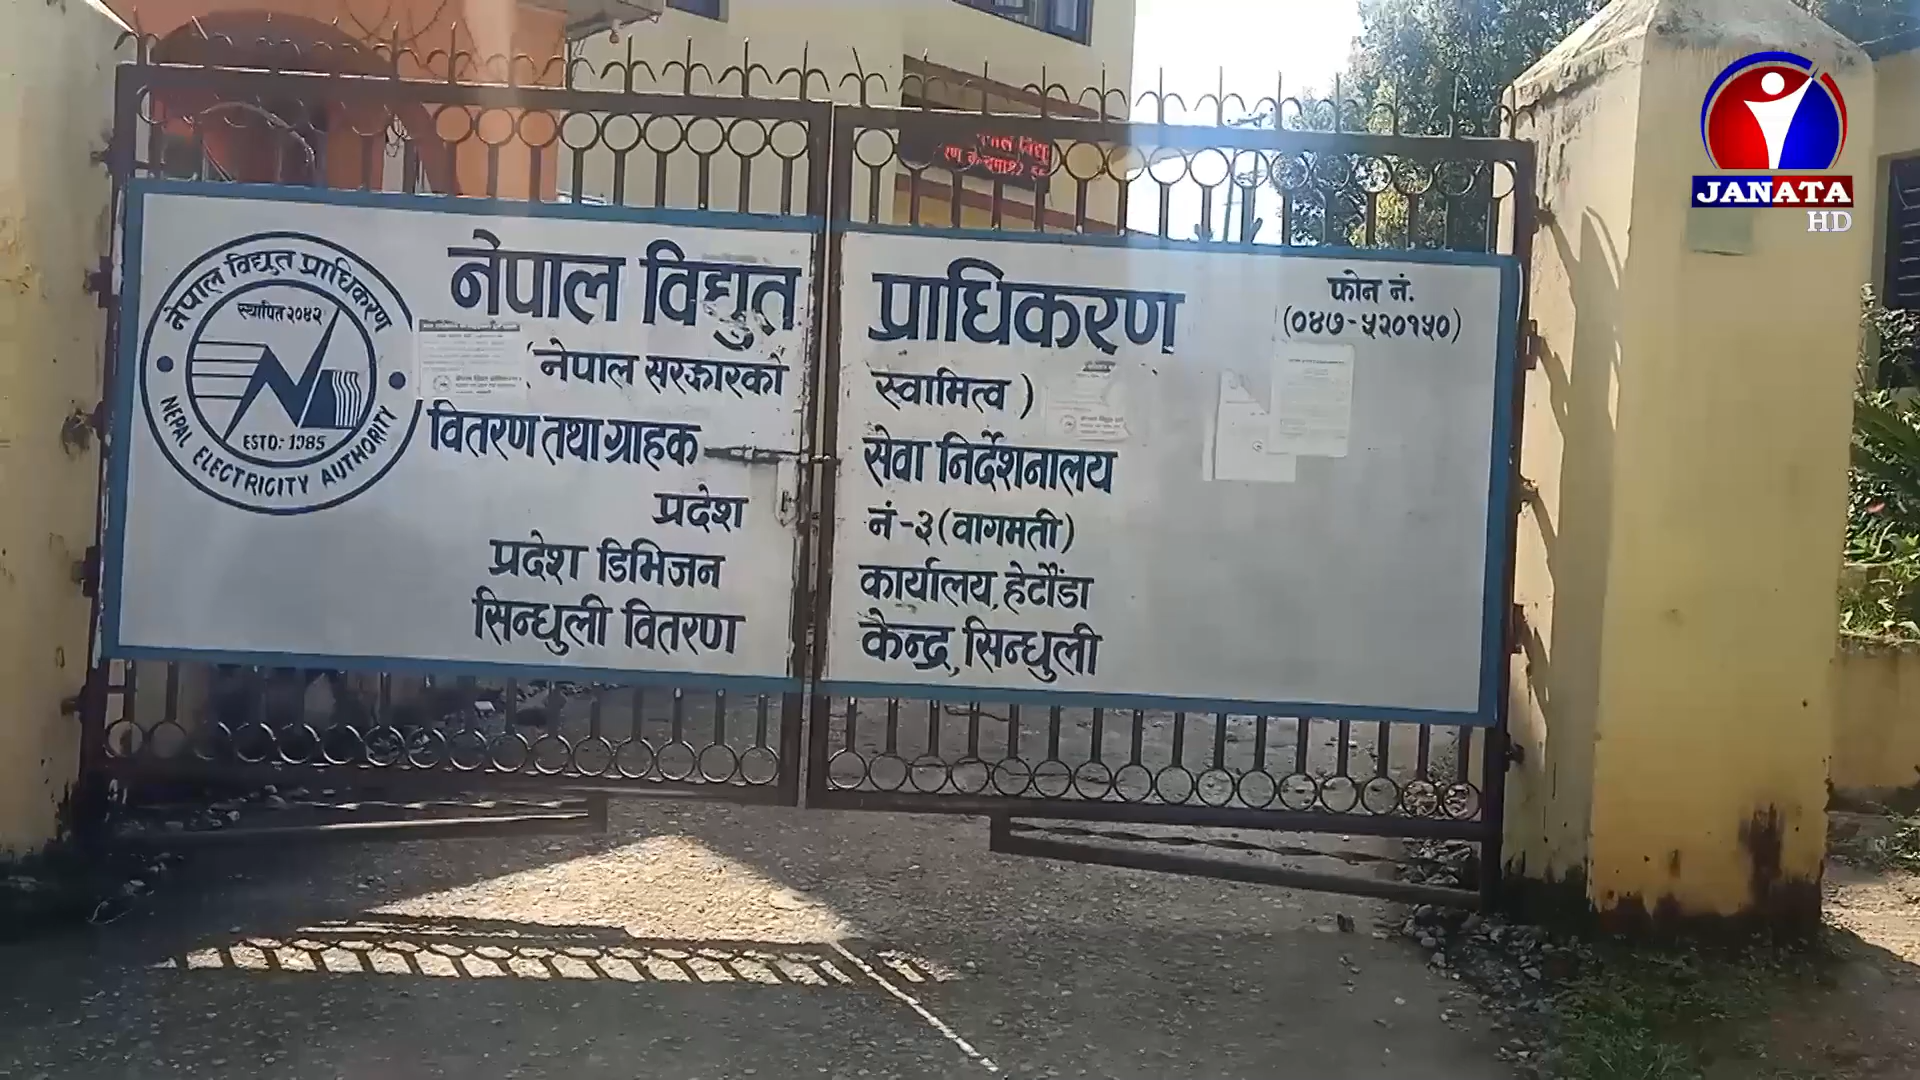 JANATA
HD
नेपाल विद्युत प्राधिकरण
स्थापित २०४२
ESTD: 1985
NEPAL ELECTRICITY AUTHORITY
नेपाल विद्युत प्राधिकरण
फोन नं.
(०४७-५२०१५०)
(नेपाल सरकारको स्वामित्व)
वितरण तथा ग्राहक सेवा निर्देशनालय
प्रदेश नं-३(वागमती)
प्रदेश डिभिजन कार्यालय, हेटौंडा
सिन्धुली वितरण केन्द्र, सिन्धुली